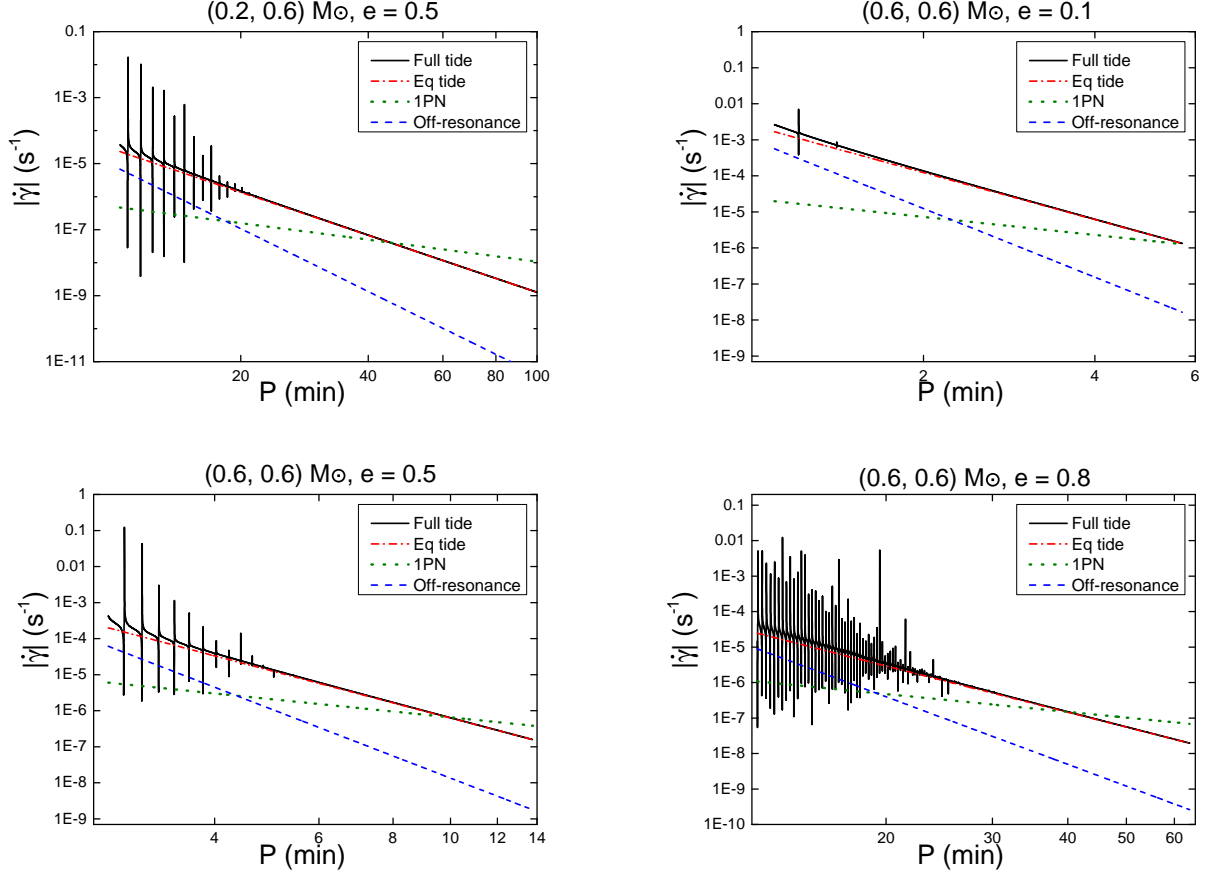 (0.2, 0.6) M⊙, e = 0.5
0.1
1E-3
1E-5
1E-7
1E-9
1E-11
|γ̇| (s⁻¹)
Full tide
Eq tide
1PN
Off-resonance
20
40
60
80
100
P (min)
(0.6, 0.6) M⊙, e = 0.1
1
0.1
0.01
1E-3
1E-4
1E-5
1E-6
1E-7
1E-8
1E-9
|γ̇| (s⁻¹)
Full tide
Eq tide
1PN
Off-resonance
2
4
6
P (min)
(0.6, 0.6) M⊙, e = 0.5
1
0.1
0.01
1E-3
1E-4
1E-5
1E-6
1E-7
1E-8
1E-9
|γ̇| (s⁻¹)
Full tide
Eq tide
1PN
Off-resonance
4
6
8
10
12
14
P (min)
(0.6, 0.6) M⊙, e = 0.8
0.1
0.01
1E-3
1E-4
1E-5
1E-6
1E-7
1E-8
1E-9
1E-10
|γ̇| (s⁻¹)
Full tide
Eq tide
1PN
Off-resonance
20
30
40
50
60
P (min)